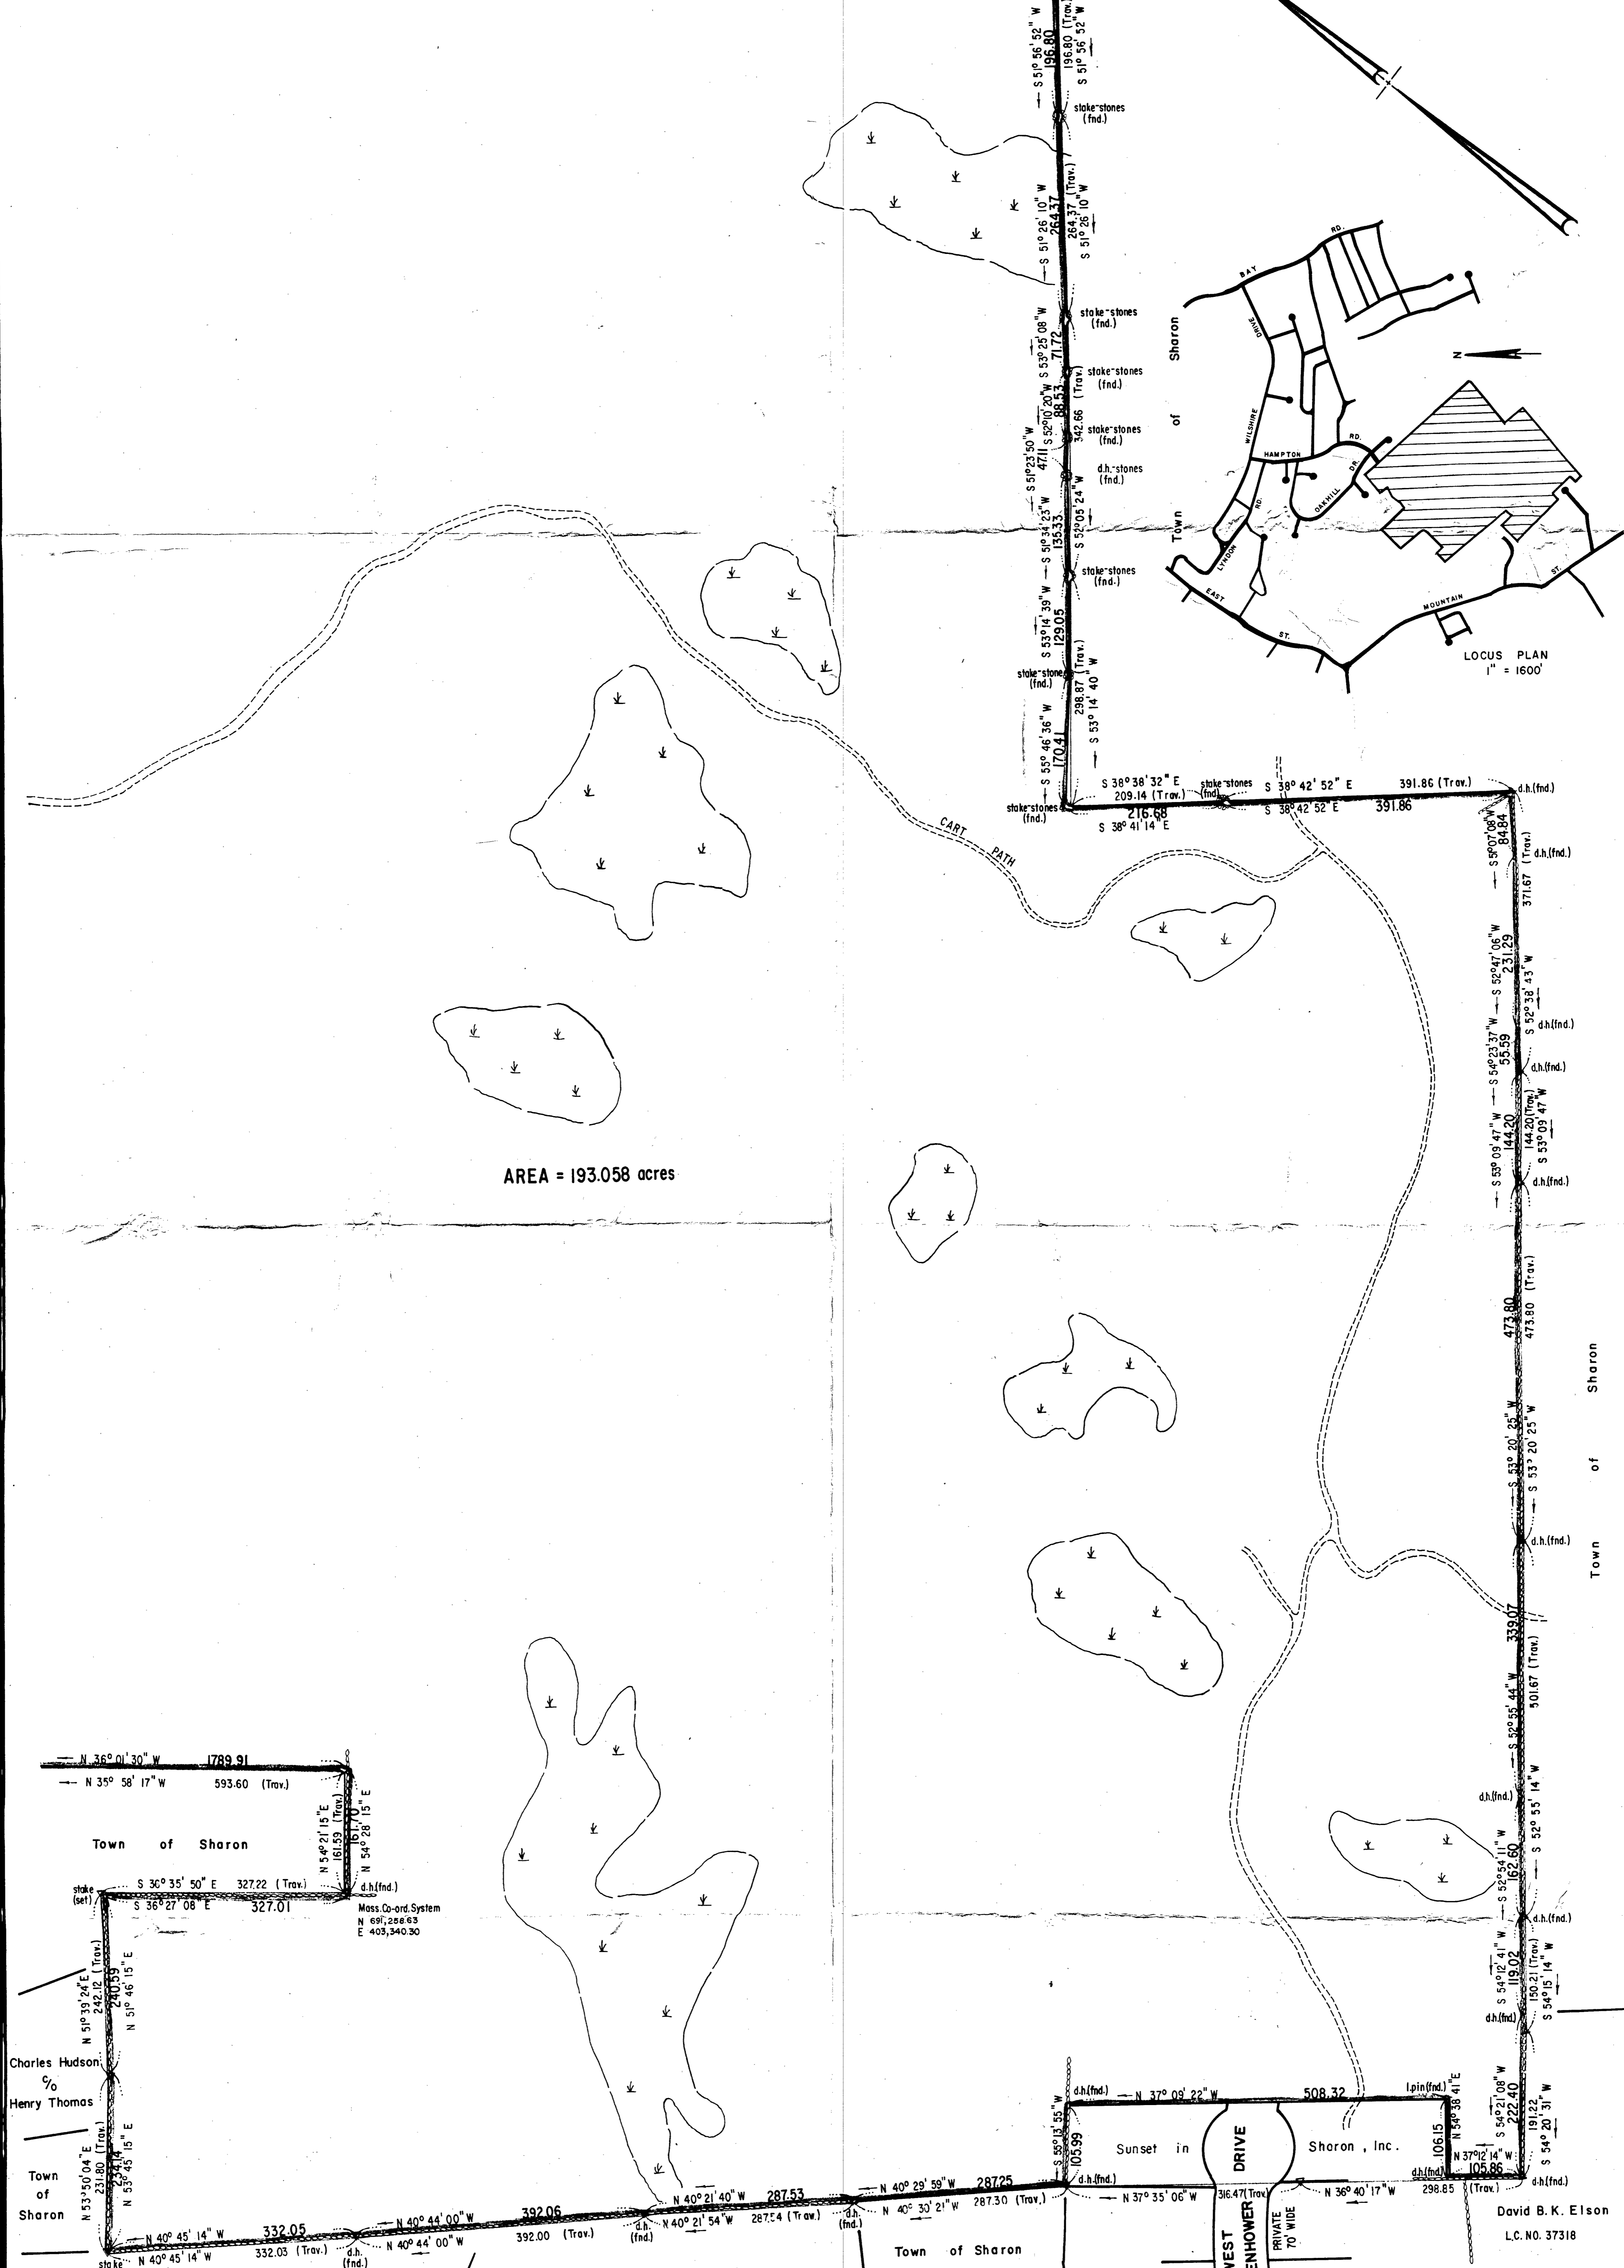 S 51° 56' 52" W
196.80
196.80 (Trav.)
S 51° 56' 52" W
stake-stones
(fnd.)
S 51° 26' 10" W
264.37
264.37 (Trav.)
S 51° 26' 10" W
stake-stones
(fnd.)
S 53° 25' 08" W
71.72
stake-stones
(fnd.)
S 52° 10' 20" W
88.53
342.66 (Trav.)
stake-stones
(fnd.)
S 51° 23' 50" W
47.11
d.h.-stones
(fnd.)
S 51° 34' 23" W
135.33
S 52° 05' 24" W
stake-stones
(fnd.)
S 53° 14' 39" W
129.05
298.87 (Trav.)
S 53° 14' 40" W
stake-stone
(fnd.)
S 55° 46' 36" W
170.41
stake-stones
(fnd.)
Town of Sharon
BAY RD.
DRIVE
WILSHIRE
HAMPTON RD.
OAKHILL DR.
LYNDON RD.
EAST ST.
MOUNTAIN ST.
N
LOCUS PLAN
1" = 1600'
S 38° 38' 32" E
209.14 (Trav.)
stake-stones
(fnd)
S 38° 42' 52" E 391.86 (Trav.)
d.h.(fnd.)
216.68
S 38° 41' 14" E
S 38° 42' 52 E 391.86
CART PATH
84.84
371.67 (Trav.)
d.h.(fnd.)
S 52° 47' 06" W
231.29
S 52° 38' 43" W
d.h.(fnd.)
S 54° 23' 37" W
55.59
d.h.(fnd.)
S 53° 09' 47" W
144.20
144.20 (Trav.)
S 53° 09' 47" W
d.h.(fnd.)
AREA = 193.058 acres
473.80
473.80 (Trav.)
S 53° 20' 25" W
S 53° 20' 25" W
d.h.(fnd.)
Town of Sharon
339.07
501.67 (Trav.)
S 52° 55' 44" W
S 52° 55' 14" W
d.h.(fnd.)
S 52° 54' 11" W
162.60
d.h.(fnd.)
S 54° 12' 41" W
119.02
150.21 (Trav.)
S 54° 15' 14" W
d.h.(fnd)
S 54° 21' 08" W
222.40
191.22
S 54° 20' 31" W
N 36° 01' 30" W 1789.91
N 35° 58' 17" W 593.60 (Trav.)
N 54° 21' 15" E
161.59 (Trav.)
161.70
N 54° 28' 15" E
Town of Sharon
stake
(set)
S 36° 35' 50" E 327.22 (Trav.)
S 36° 27' 08" E 327.01
d.h.(fnd.)
Mass. Co-ord. System
N 691,258.63
E 403,340.30
N 51° 39' 24" E
242.12 (Trav.)
240.59
N 51° 46' 15" E
Charles Hudson
c/o
Henry Thomas
N 53° 50' 04" E
231.80 (Trav.)
N 53° 45' 15" E
Town
of
Sharon
stake
N 40° 45' 14" W 332.05
N 40° 45' 14" W 332.03 (Trav.)
d.h.
(fnd.)
N 40° 44' 00" W 392.06
N 40° 44' 00" W 392.00 (Trav.)
d.h.
(fnd.)
N 40° 21' 40" W 287.53
N 40° 21' 54" W 287.54 (Trav.)
d.h.
(fnd.)
N 40° 29' 59" W 287.25
N 40° 30' 21" W 287.30 (Trav.)
Town of Sharon
S 55° 13' 55" W
105.99
d.h.(fnd.)
N 37° 09' 22" W 508.32
I.pin(fnd.)
N 54° 38' 41" E
106.15
Sunset in Sharon, Inc.
DRIVE
d.h.(fnd.)
N 37° 35' 06" W
316.47 (Trav.)
N 36° 40' 17" W
298.85 (Trav.)
N 37° 12' 14" W
105.86
d.h.(fnd)
d.h.(fnd.)
PRIVATE
70' WIDE
David B.K. Elson
L.C. NO. 37318